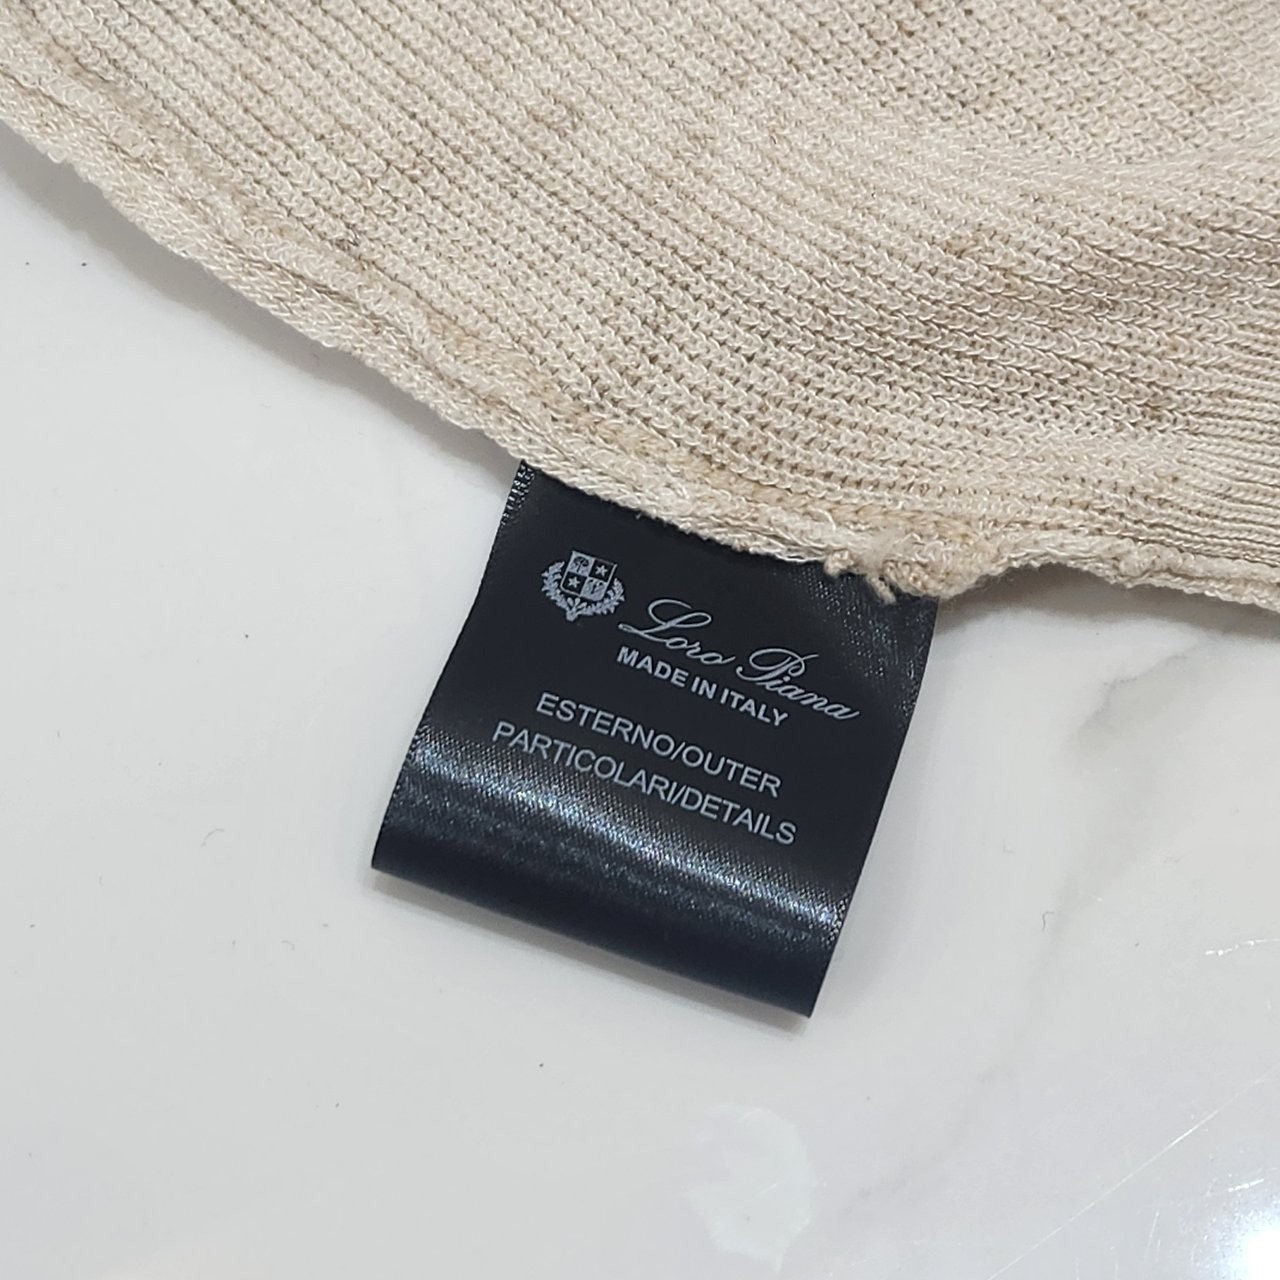 Loro Piana
MADE IN ITALY
ESTERNO/OUTER
PARTICOLARI/DETAILS